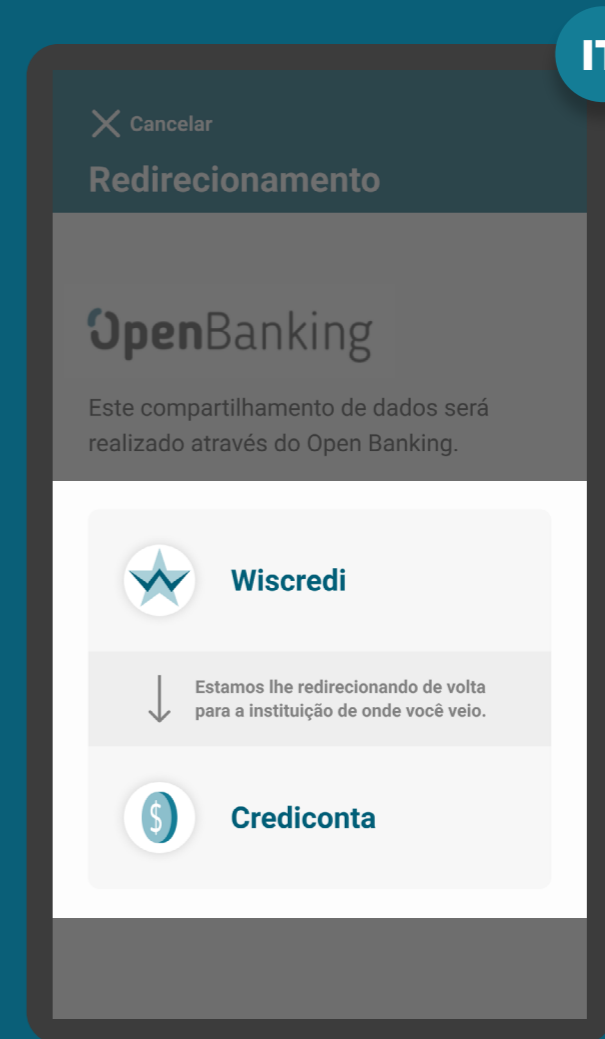 IT
Cancelar
Redirecionamento
OpenBanking
Este compartilhamento de dados será
realizado através do Open Banking.
Wiscredi
Estamos lhe redirecionando de volta
para a instituição de onde você veio.
$
Crediconta